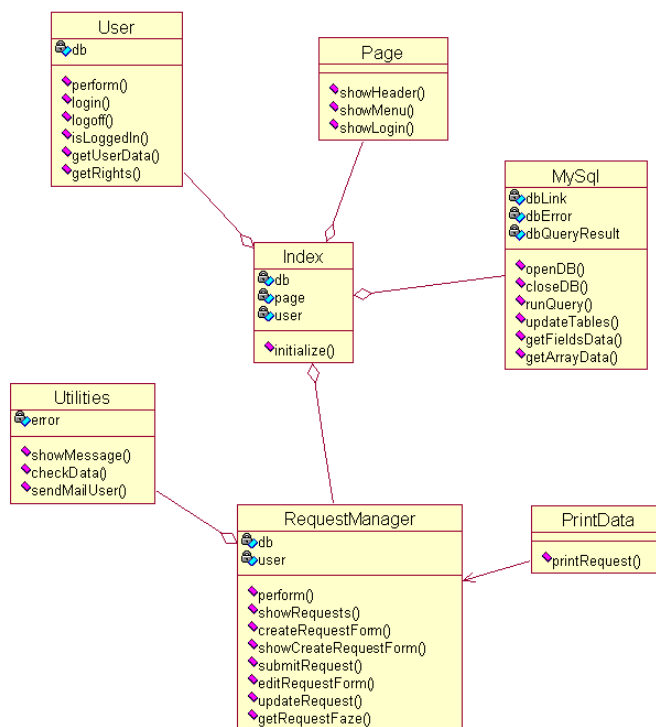 User
db
perform()
login()
logoff()
isLoggedIn()
getUserData()
getRights()
Page
showHeader()
showMenu()
showLogin()
MySql
dbLink
dbError
dbQueryResult
openDB()
closeDB()
runQuery()
updateTables()
getFieldsData()
getArrayData()
Index
db
page
user
initialize()
Utilities
error
showMessage()
checkData()
sendMailUser()
RequestManager
db
user
perform()
showRequests()
createRequestForm()
showCreateRequestForm()
submitRequest()
editRequestForm()
updateRequest()
getRequestFaze()
PrintData
printRequest()